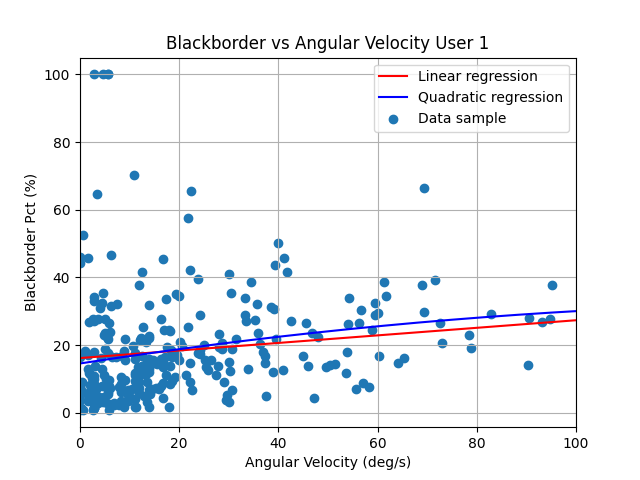 Blackborder vs Angular Velocity User 1
Linear regression
Quadratic regression
Data sample
Blackborder Pct (%)
100
80
60
40
20
0
0 20 40 60 80 100
Angular Velocity (deg/s)